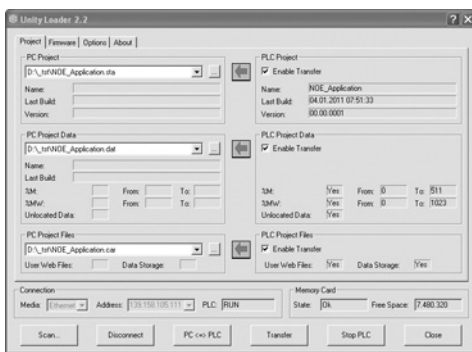 Unity Loader 2.2
Project Firmware Options About
PC Project
D:\_tst\NOE_Application.sta
Name:
Last Build:
Version:
PLC Project
Enable Transfer
Name: NOE_Application
Last Build: 04.01.2011 07:51:33
Version: 00.00.0001
PC Project Data
D:\_tst\NOE_Application.dat
Name:
Last Build:
%M: From: To:
%MW: From: To:
Unlocated Data:
PLC Project Data
Enable Transfer
%M: Yes From: 0 To: 511
%MW: Yes From: 0 To: 1023
Unlocated Data: Yes
PC Project Files
D:\_tst\NOE_Application.car
User Web Files: Data Storage:
PLC Project Files
Enable Transfer
User Web Files: Yes Data Storage: Yes
Connection
Media: Ethernet Address: 139.158.105.111 PLC: RUN
Memory Card
State: Ok Free Space: 7.480.320
Scan... Disconnect PC <=> PLC Transfer Stop PLC Close